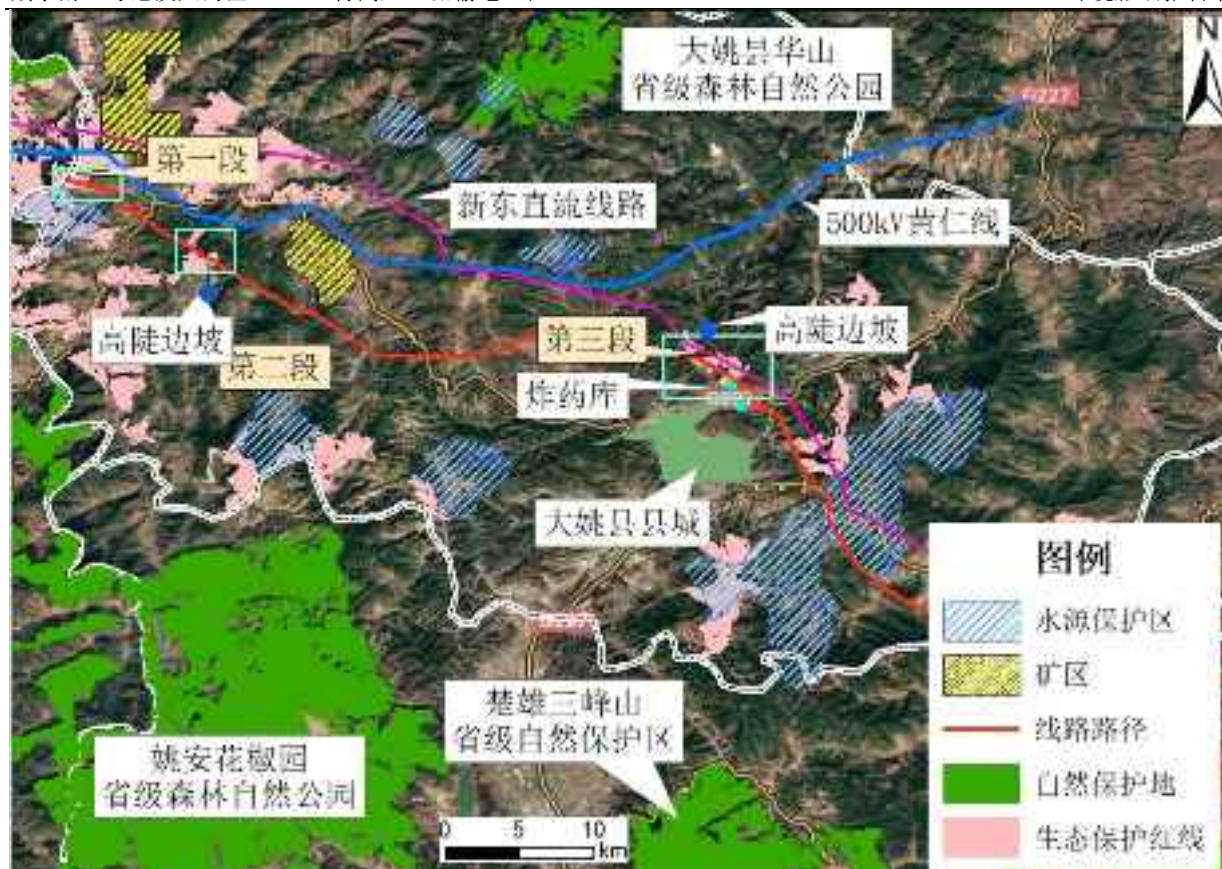 N
大姚县华山
省级森林自然公园
G227
第一段
新东直流线路
500kV黄仁线
高陡边坡
第二段
第三段
高陡边坡
炸药库
大姚县县城
图例
水源保护区
矿区
线路路径
自然保护地
生态保护红线
楚雄三峰山
省级自然保护区
姚安花椒园
省级森林自然公园
0 5 10
km